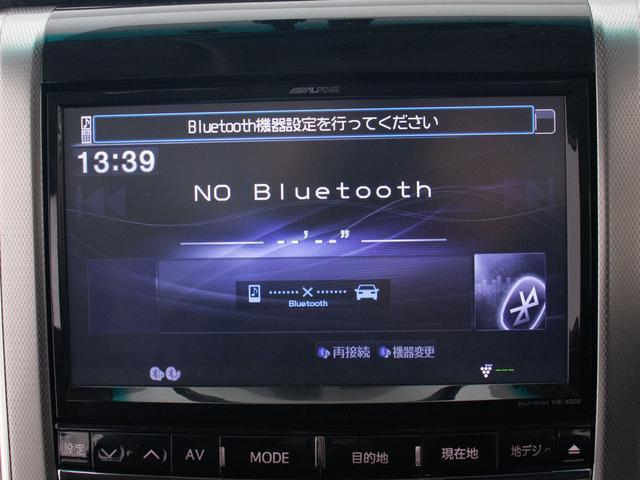 ALPINE
Bluetooth機器設定を行ってください
13:39
NO Bluetooth
--'--"
Bluetooth
再接続 機器変更
---
設定 AV MODE 目的地 現在地 地デジ